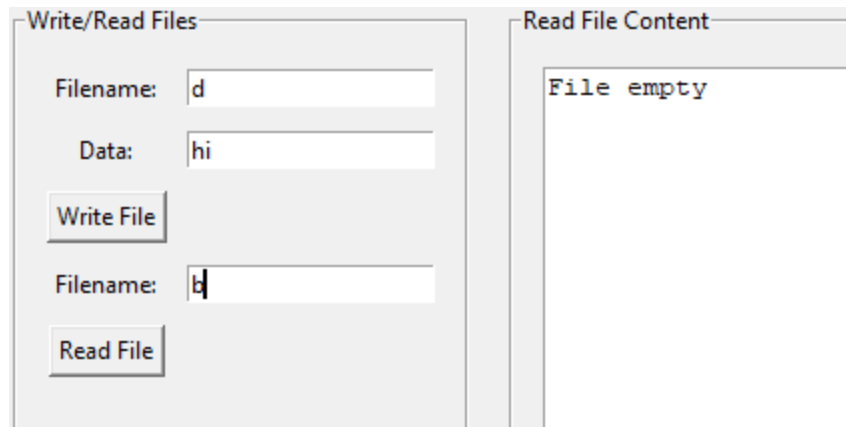 Write/Read Files
Filename: d
Data: hi
Write File
Filename: b
Read File
Read File Content
File empty